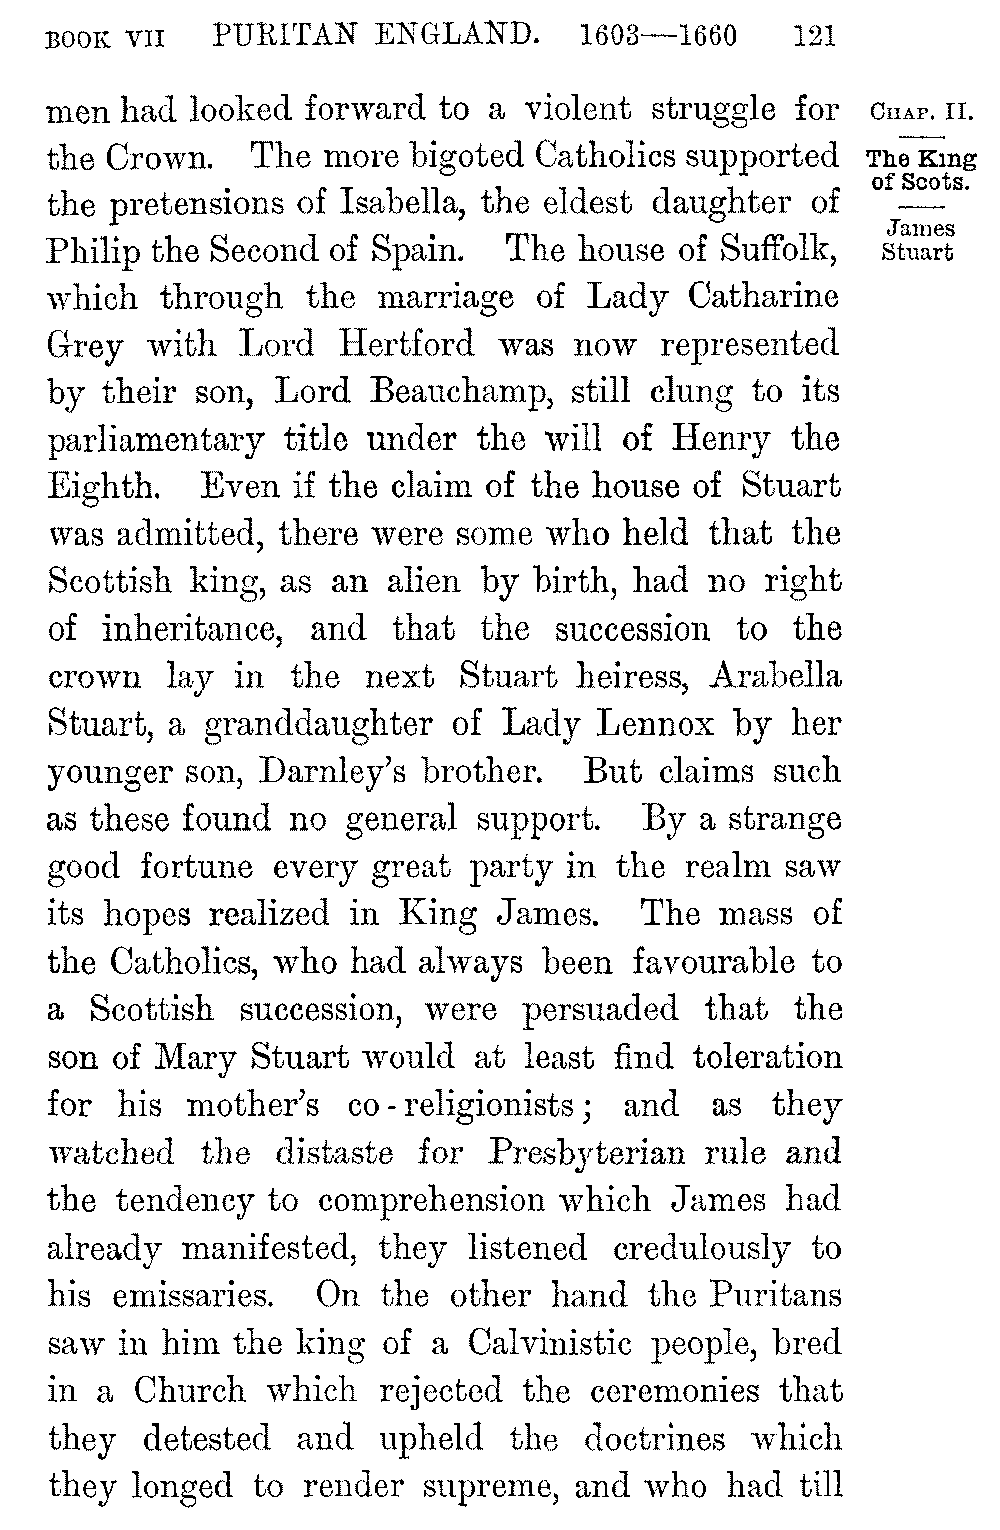 BOOK VII PURITAN ENGLAND. 1603—1660 121
men had looked forward to a violent struggle for
the Crown. The more bigoted Catholics supported
the pretensions of Isabella, the eldest daughter of
Philip the Second of Spain. The house of Suffolk,
which through the marriage of Lady Catharine
Grey with Lord Hertford was now represented
by their son, Lord Beauchamp, still clung to its
parliamentary title under the will of Henry the
Eighth. Even if the claim of the house of Stuart
was admitted, there were some who held that the
Scottish king, as an alien by birth, had no right
of inheritance, and that the succession to the
crown lay in the next Stuart heiress, Arabella
Stuart, a granddaughter of Lady Lennox by her
younger son, Darnley's brother. But claims such
as these found no general support. By a strange
good fortune every great party in the realm saw
its hopes realized in King James. The mass of
the Catholics, who had always been favourable to
a Scottish succession, were persuaded that the
son of Mary Stuart would at least find toleration
for his mother's co-religionists; and as they
watched the distaste for Presbyterian rule and
the tendency to comprehension which James had
already manifested, they listened credulously to
his emissaries. On the other hand the Puritans
saw in him the king of a Calvinistic people, bred
in a Church which rejected the ceremonies that
they detested and upheld the doctrines which
they longed to render supreme, and who had till
CHAP. II.
The King
of Scots.
James
Stuart